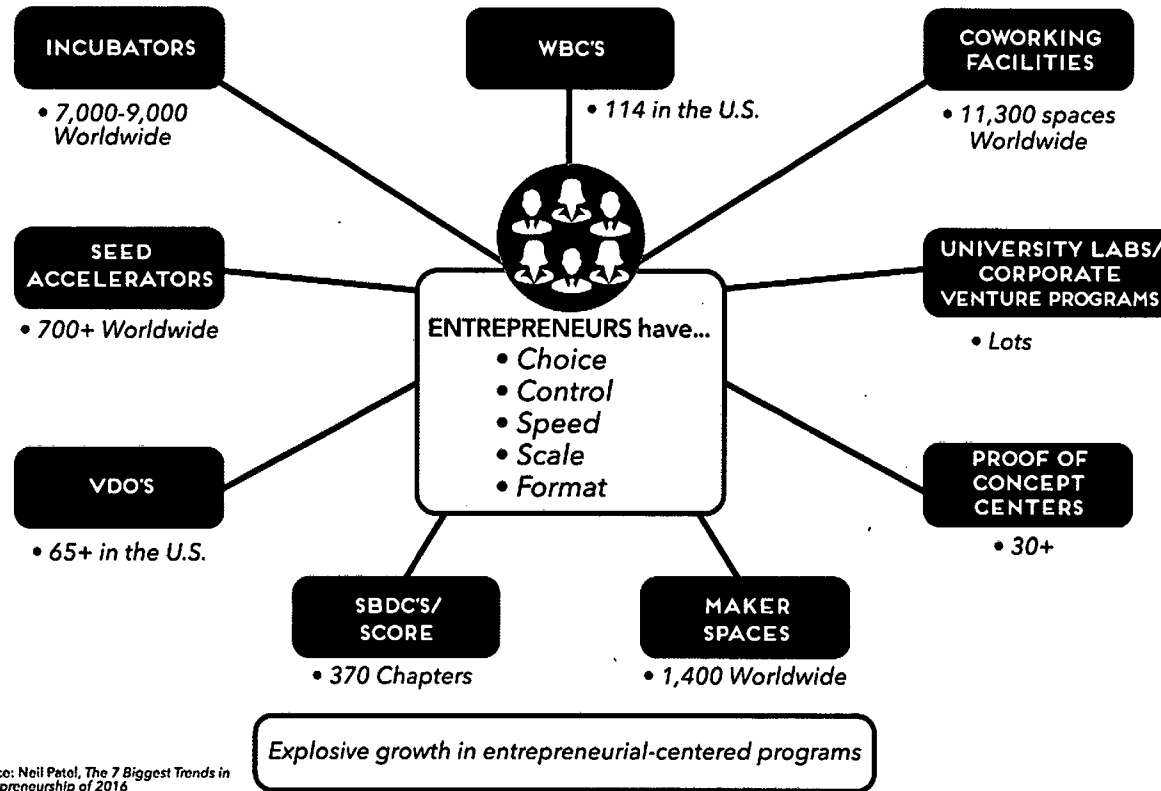 INCUBATORS
• 7,000-9,000
Worldwide
WBC'S
• 114 in the U.S.
COWORKING
FACILITIES
• 11,300 spaces
Worldwide
SEED
ACCELERATORS
• 700+ Worldwide
UNIVERSITY LABS/
CORPORATE
VENTURE PROGRAMS
• Lots
ENTREPRENEURS have...
• Choice
• Control
• Speed
• Scale
• Format
VDO'S
• 65+ in the U.S.
PROOF OF
CONCEPT
CENTERS
• 30+
SBDC'S/
SCORE
• 370 Chapters
MAKER
SPACES
• 1,400 Worldwide
Explosive growth in entrepreneurial-centered programs
ce: Neil Patel, The 7 Biggest Trends in
preneurship of 2016